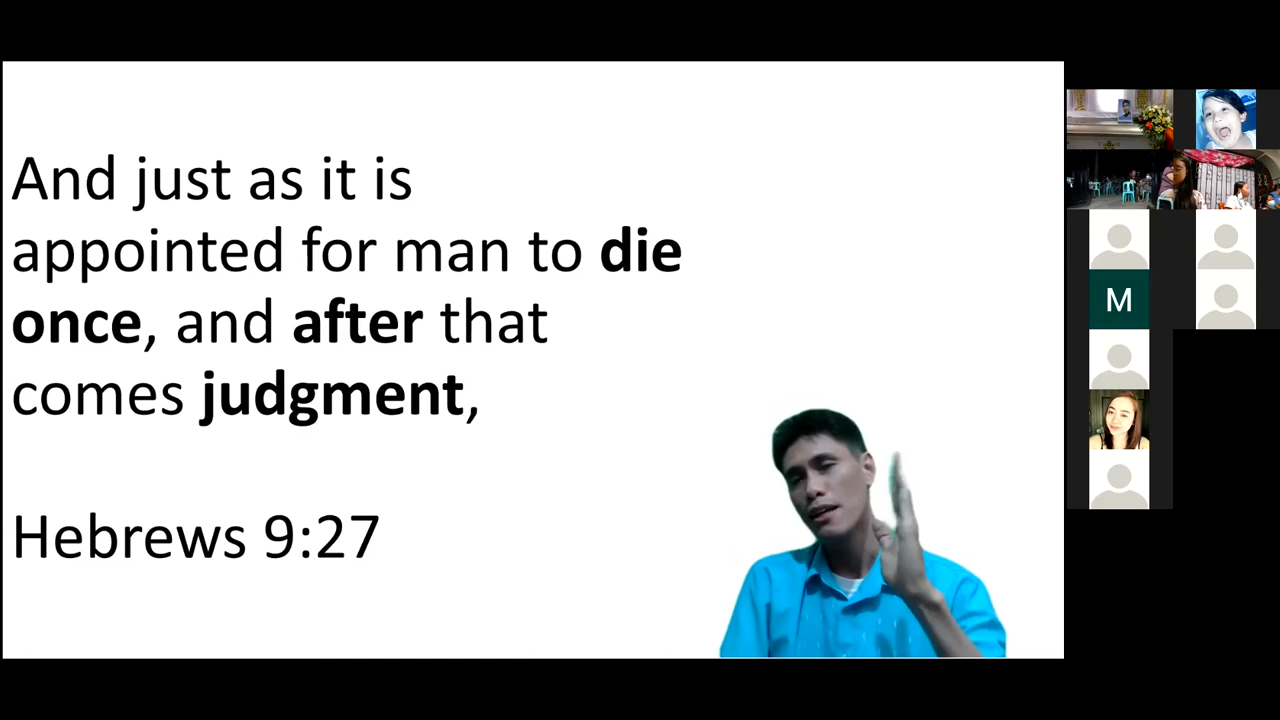 And just as it is
appointed for man to die
once, and after that
comes judgment,
Hebrews 9:27
M